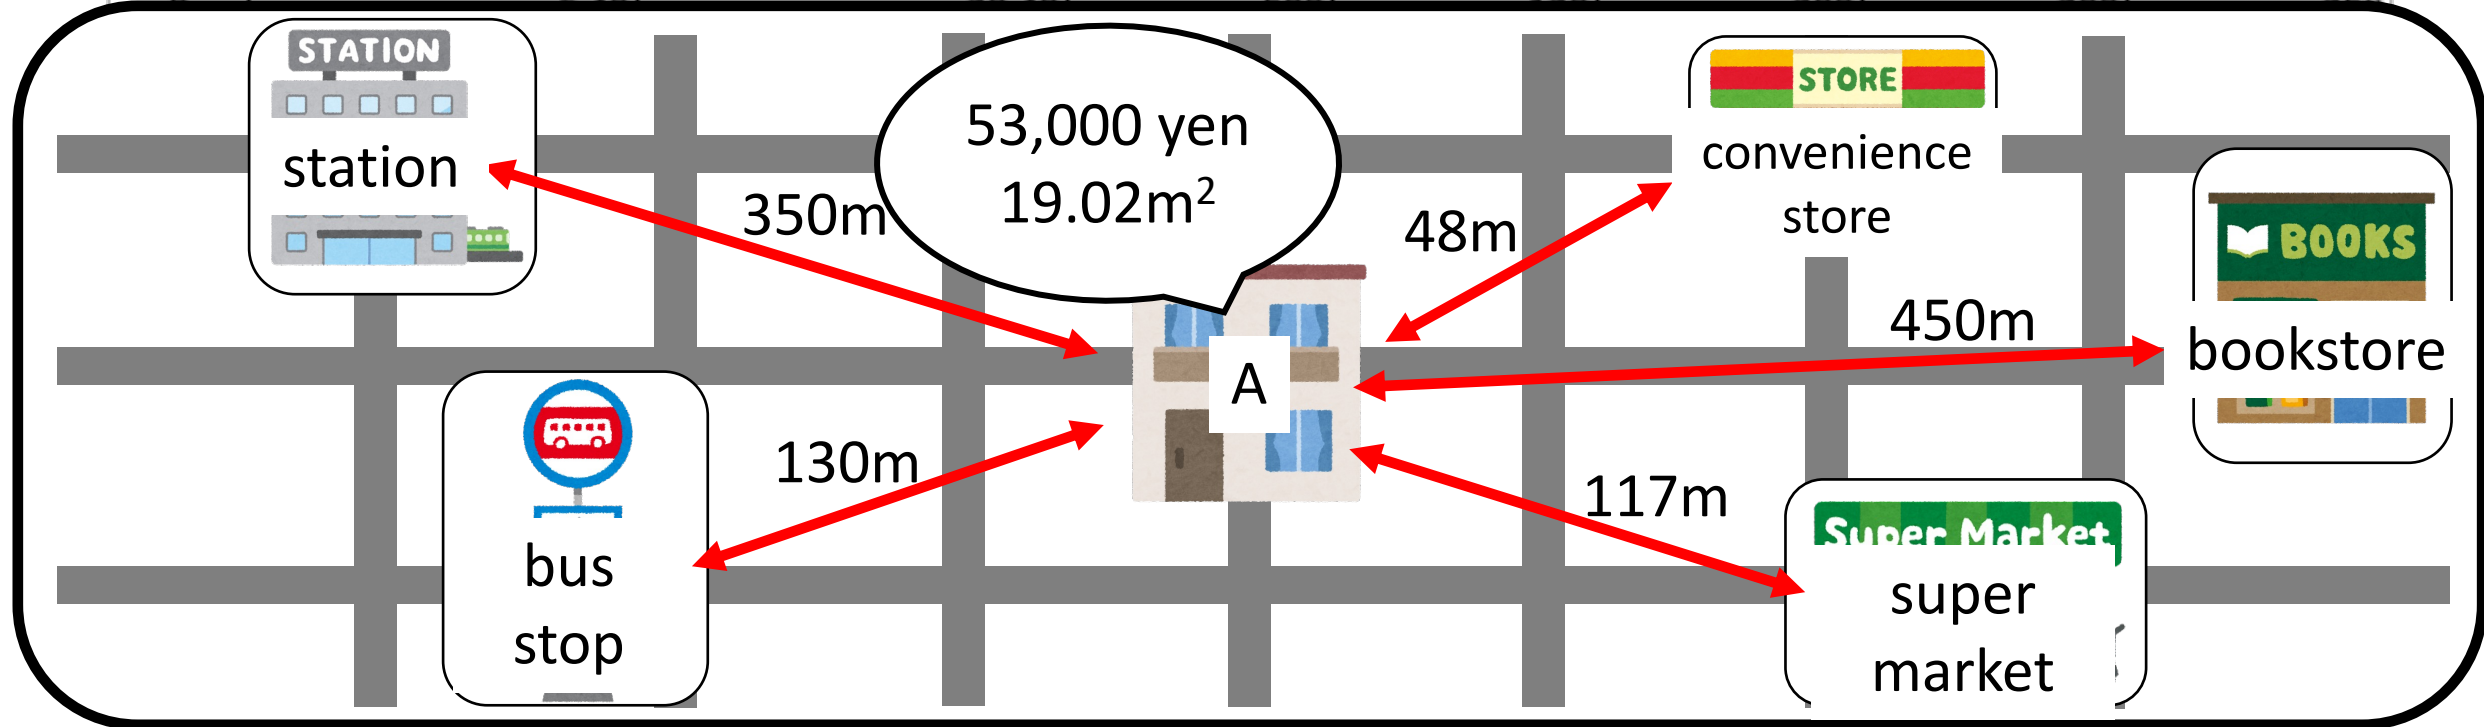 STATION
station
350m
53,000 yen
19.02m²
48m
STORE
convenience
store
BOOKS
450m
bookstore
A
130m
bus
stop
117m
Super Market
super
market